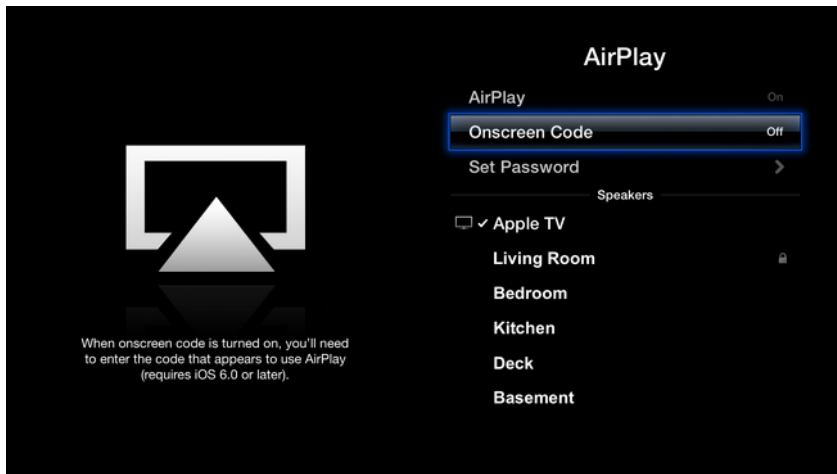 AirPlay
AirPlay On
Onscreen Code Off
Set Password
Speakers
Apple TV
Living Room
Bedroom
Kitchen
Deck
Basement
When onscreen code is turned on, you'll need
to enter the code that appears to use AirPlay
(requires iOS 6.0 or later).